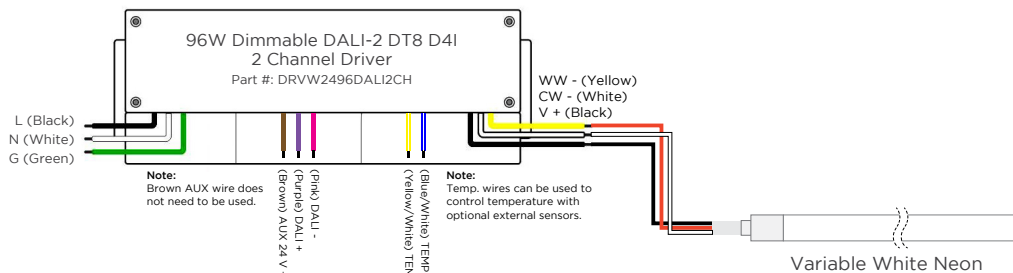 96W Dimmable DALI-2 DT8 D4I
2 Channel Driver
Part #: DRVW2496DALI2CH
WW - (Yellow)
CW - (White)
V + (Black)
L (Black)
N (White)
G (Green)
Note:
Brown AUX wire does
not need to be used.
(Brown) AUX 24 V
(Purple) DALI +
(Pink) DALI -
(Yellow/White)
(Blue/White) TEMP
Note:
Temp. wires can be used to
control temperature with
optional external sensors.
Variable White Neon